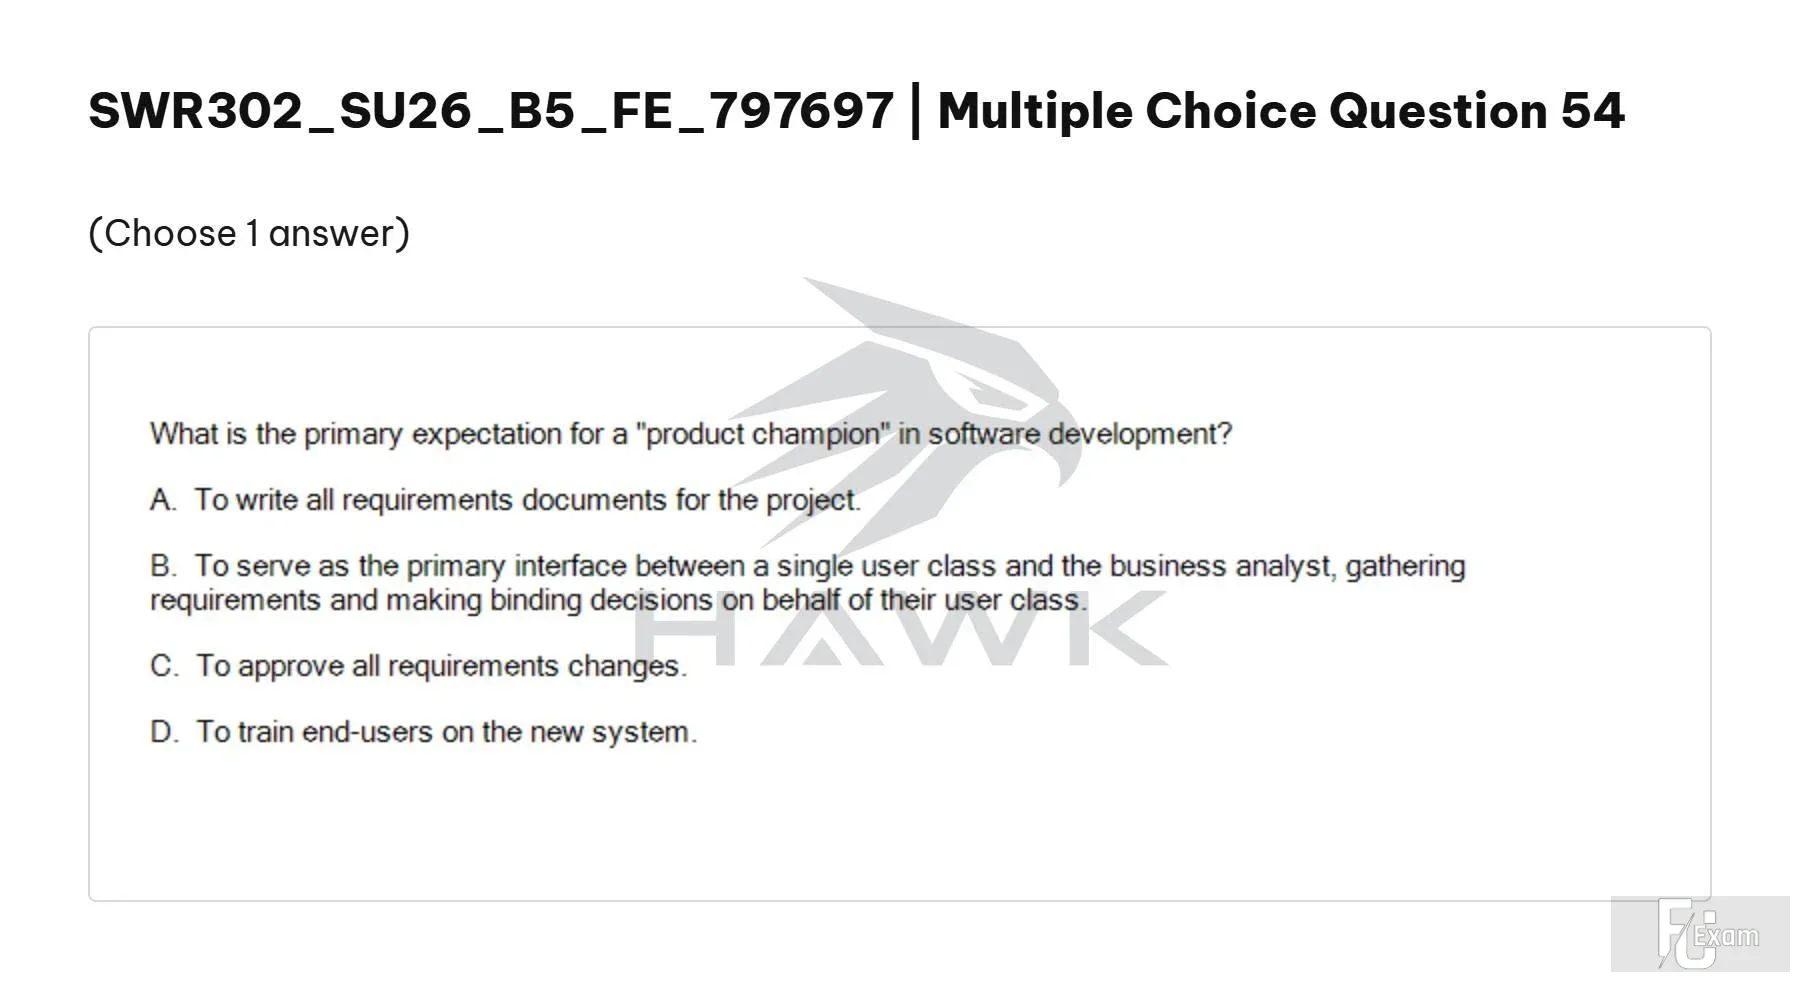 SWR302_SU26_B5_FE_797697 | Multiple Choice Question 54
(Choose 1 answer)
What is the primary expectation for a "product champion" in software development?
A. To write all requirements documents for the project.
B. To serve as the primary interface between a single user class and the business analyst, gathering
requirements and making binding decisions on behalf of their user class.
HAWK
C. To approve all requirements changes.
D. To train end-users on the new system.
FU Exam